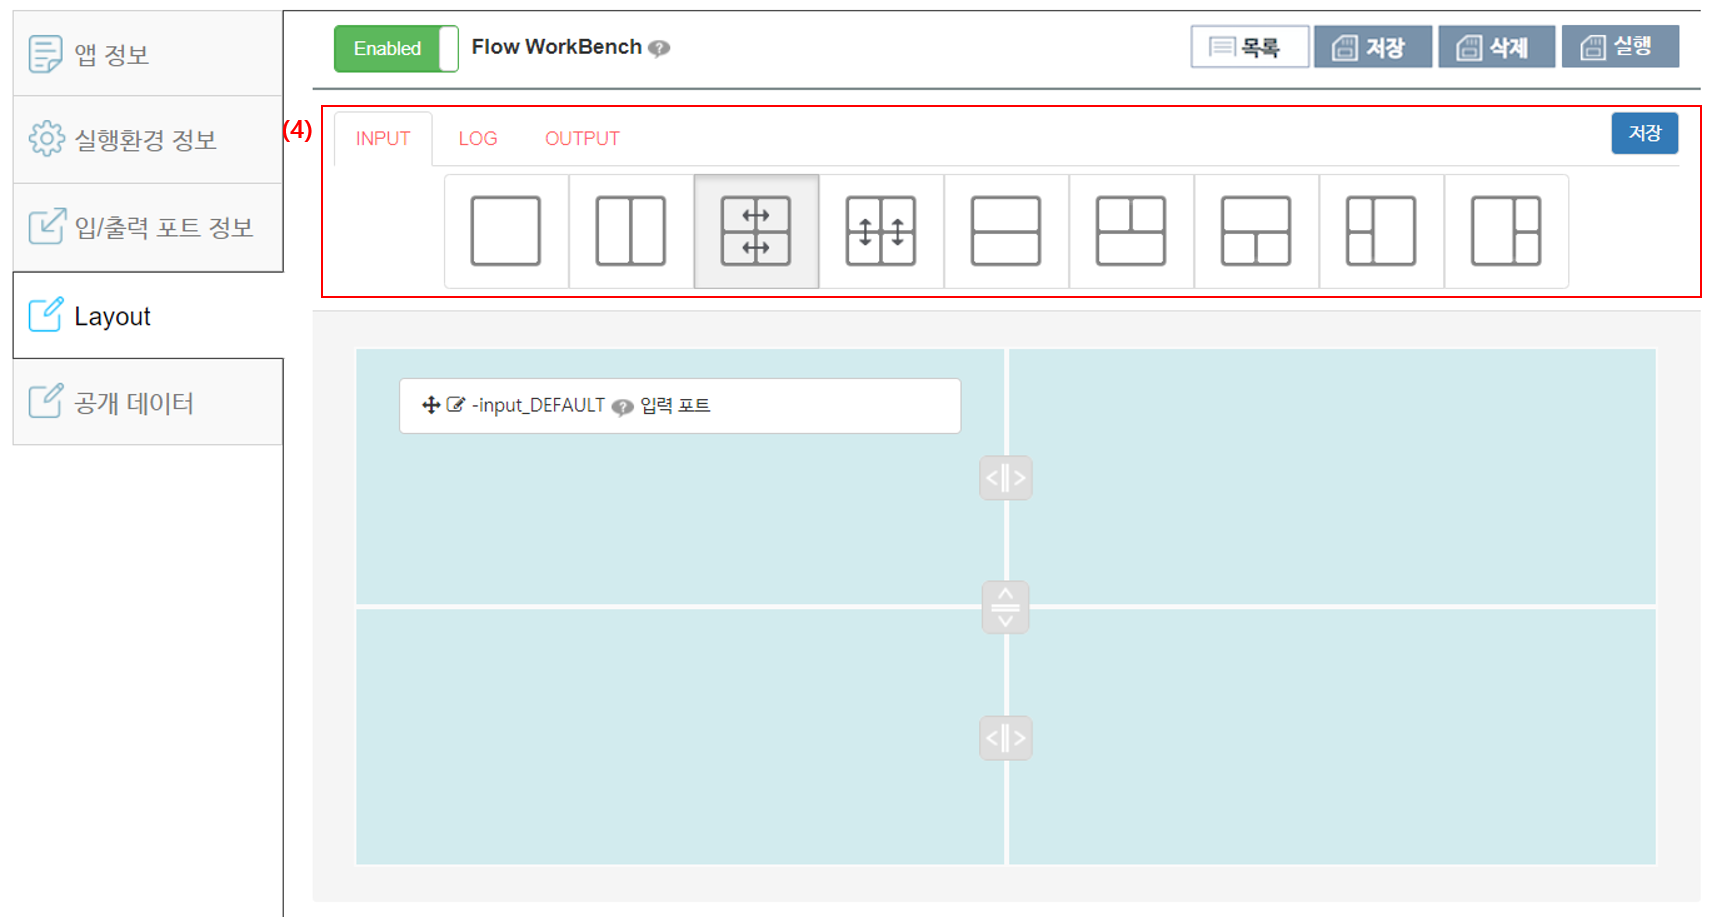 앱 정보
실행환경 정보
입/출력 포트 정보
Layout
공개 데이터
Enabled
Flow WorkBench
목록
저장
삭제
실행
(4)
INPUT
LOG
OUTPUT
저장
-input_DEFAULT 입력 포트